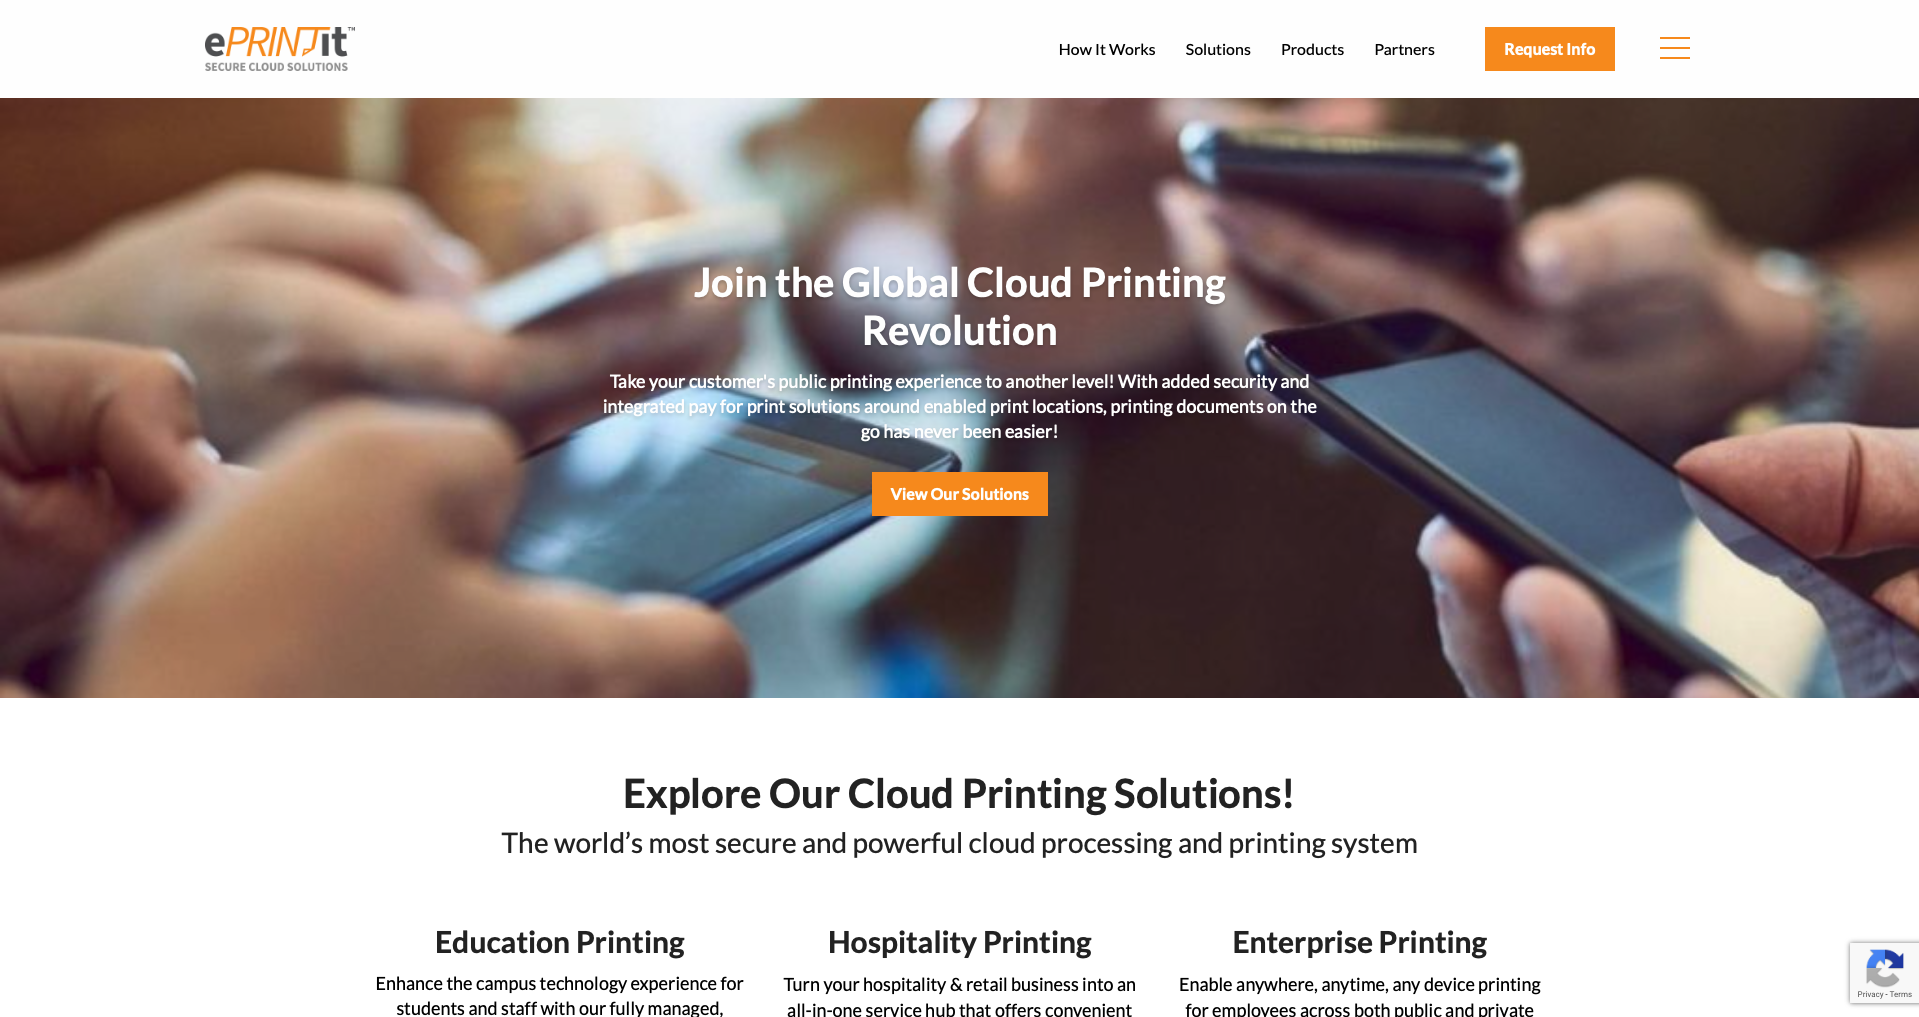 ePRINTit™
SECURE CLOUD SOLUTIONS
How It Works
Solutions
Products
Partners
Request Info
Join the Global Cloud Printing
Revolution
Take your customer's public printing experience to another level! With added security and
integrated pay for print solutions around enabled print locations, printing documents on the
go has never been easier!
View Our Solutions
Explore Our Cloud Printing Solutions!
The world’s most secure and powerful cloud processing and printing system
Education Printing
Enhance the campus technology experience for
students and staff with our fully managed,
Hospitality Printing
Turn your hospitality & retail business into an
all-in-one service hub that offers convenient
Enterprise Printing
Enable anywhere, anytime, any device printing
for employees across both public and private
Privacy - Terms